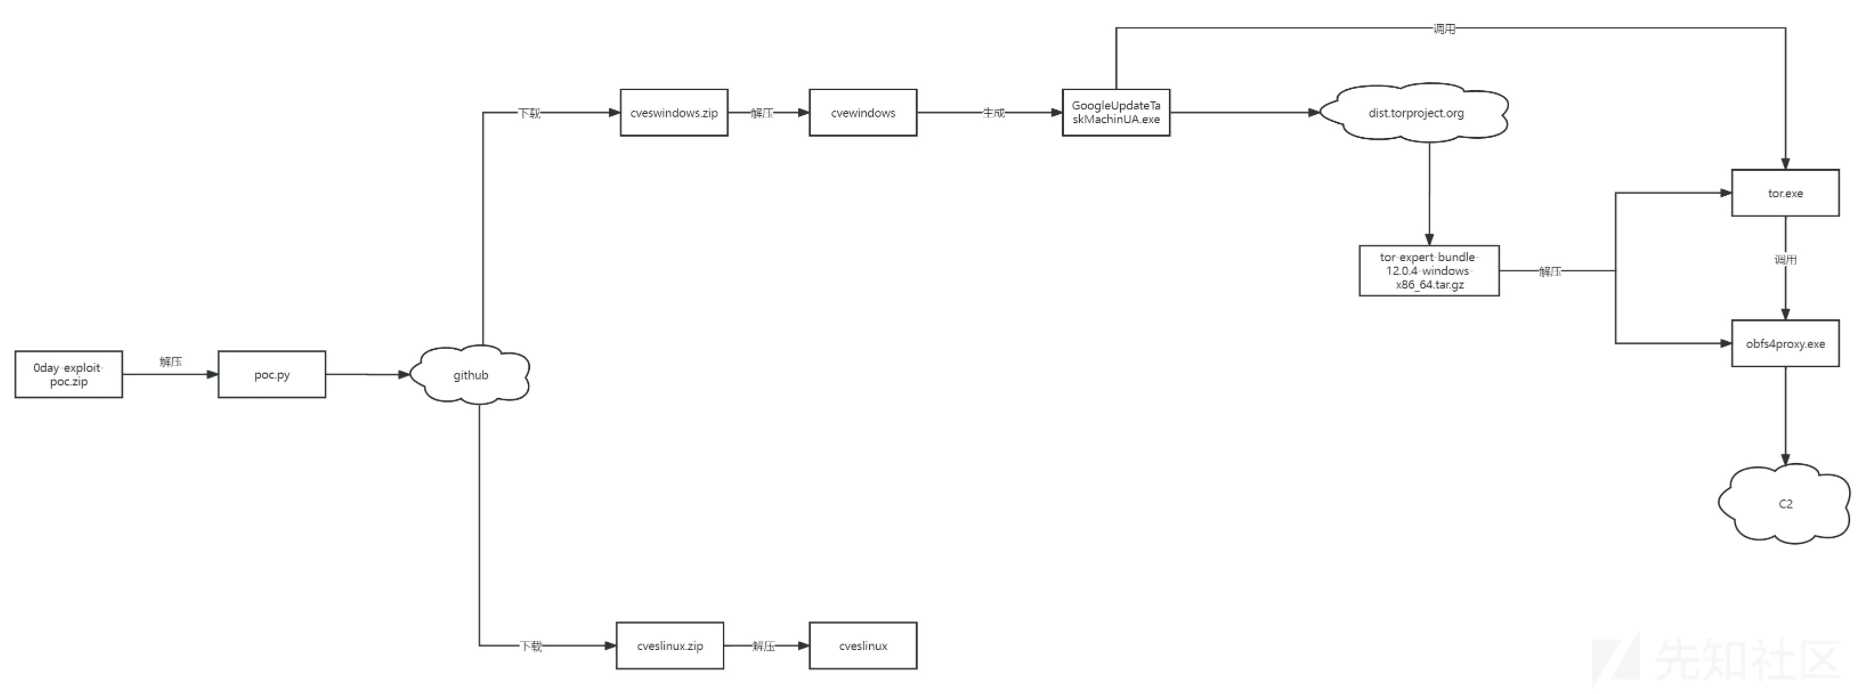 调用
下载
cveswindows.zip
解压
cvewindows
生成
GoogleUpdateTa
skMachinUA.exe
dist.torproject.org
tor.exe
调用
tor-expert-bundle-
12.0.4-windows-
x86_64.tar.gz
解压
obfs4proxy.exe
0day-exploit-
poc.zip
解压
poc.py
github
C2
下载
cveslinux.zip
解压
cveslinux
先知社区